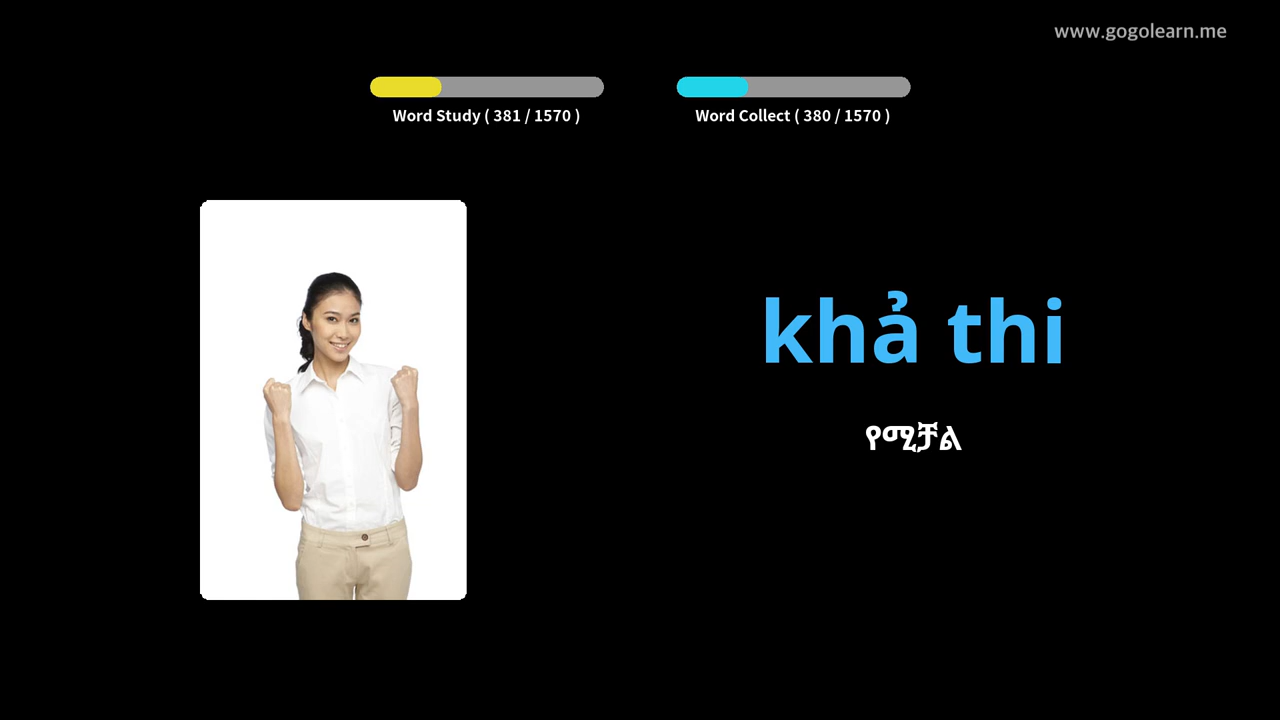 www.gogolearn.me
Word Study ( 381 / 1570 )
Word Collect ( 380 / 1570 )
khả thi
የሚቻል